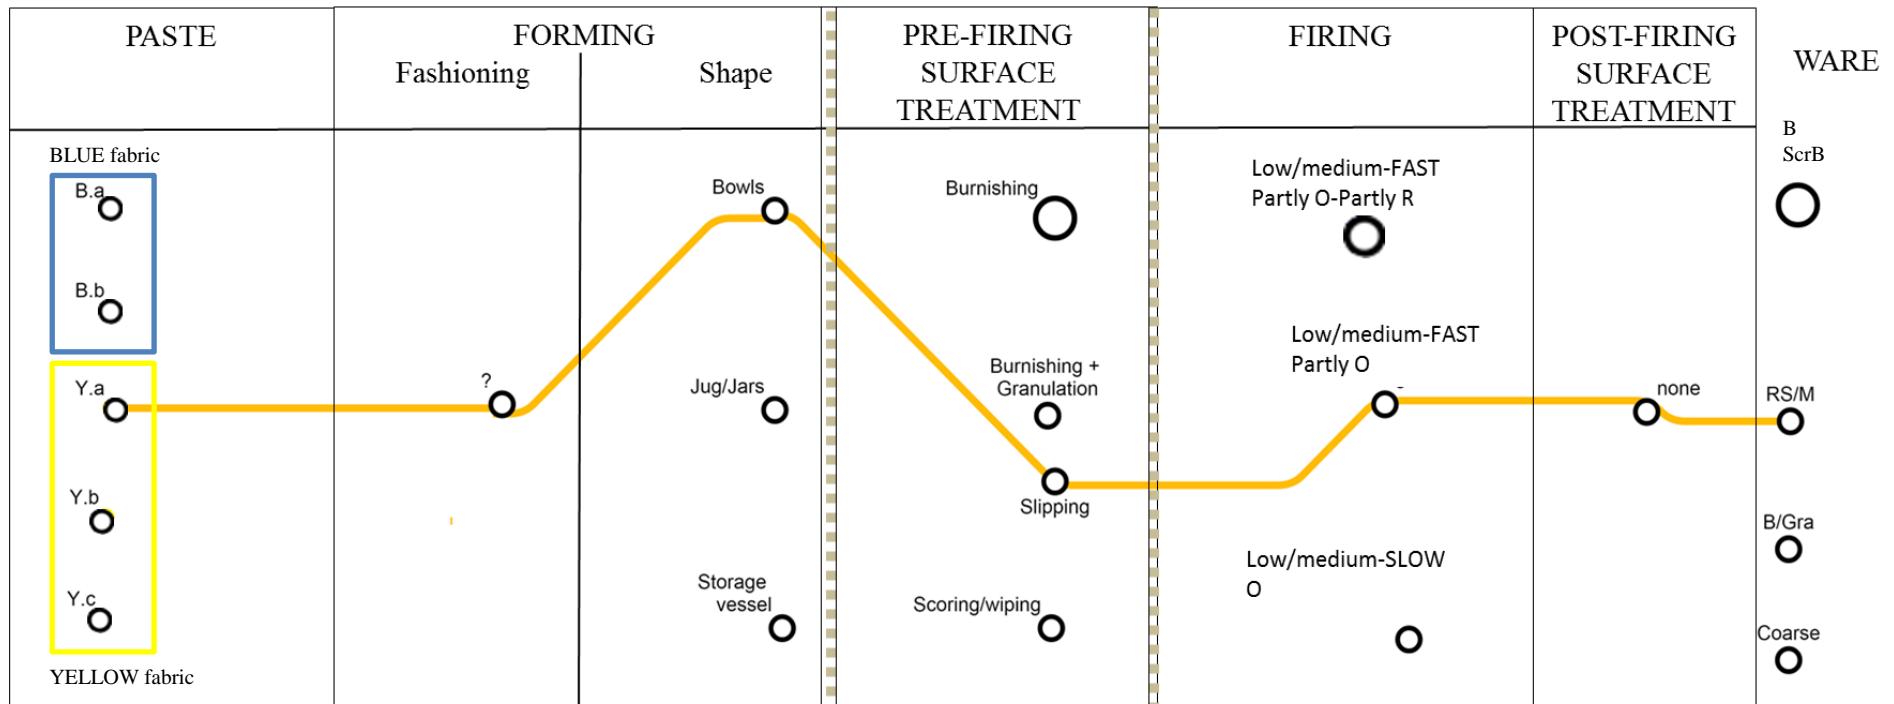 PASTE
FORMING
Fashioning
Shape
PRE-FIRING
SURFACE
TREATMENT
FIRING
POST-FIRING
SURFACE
TREATMENT
WARE
BLUE fabric
B.a
B.b
Y.a
Y.b
Y.c
YELLOW fabric
?
Bowls
Jug/Jars
Storage
vessel
Burnishing
Burnishing +
Granulation
Slipping
Scoring/wiping
Low/medium-FAST
Partly O-Partly R
Low/medium-FAST
Partly O
-
Low/medium-SLOW
O
none
B
ScrB
RS/M
B/Gra
Coarse